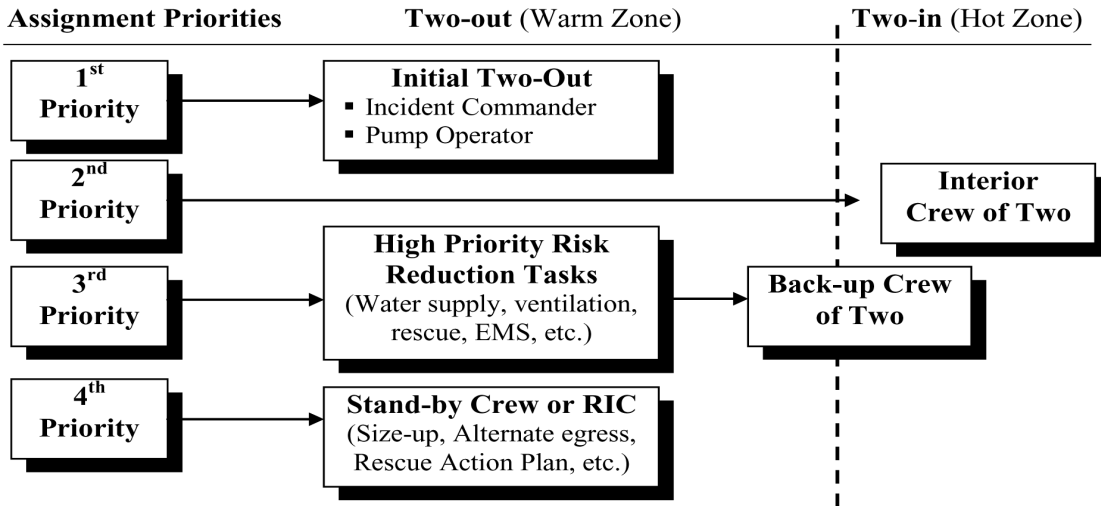 Assignment Priorities Two-out (Warm Zone) Two-in (Hot Zone)
1st
Priority
Initial Two-Out
▪ Incident Commander
▪ Pump Operator
2nd
Priority
Interior
Crew of Two
3rd
Priority
High Priority Risk
Reduction Tasks
(Water supply, ventilation,
rescue, EMS, etc.)
Back-up Crew
of Two
4th
Priority
Stand-by Crew or RIC
(Size-up, Alternate egress,
Rescue Action Plan, etc.)